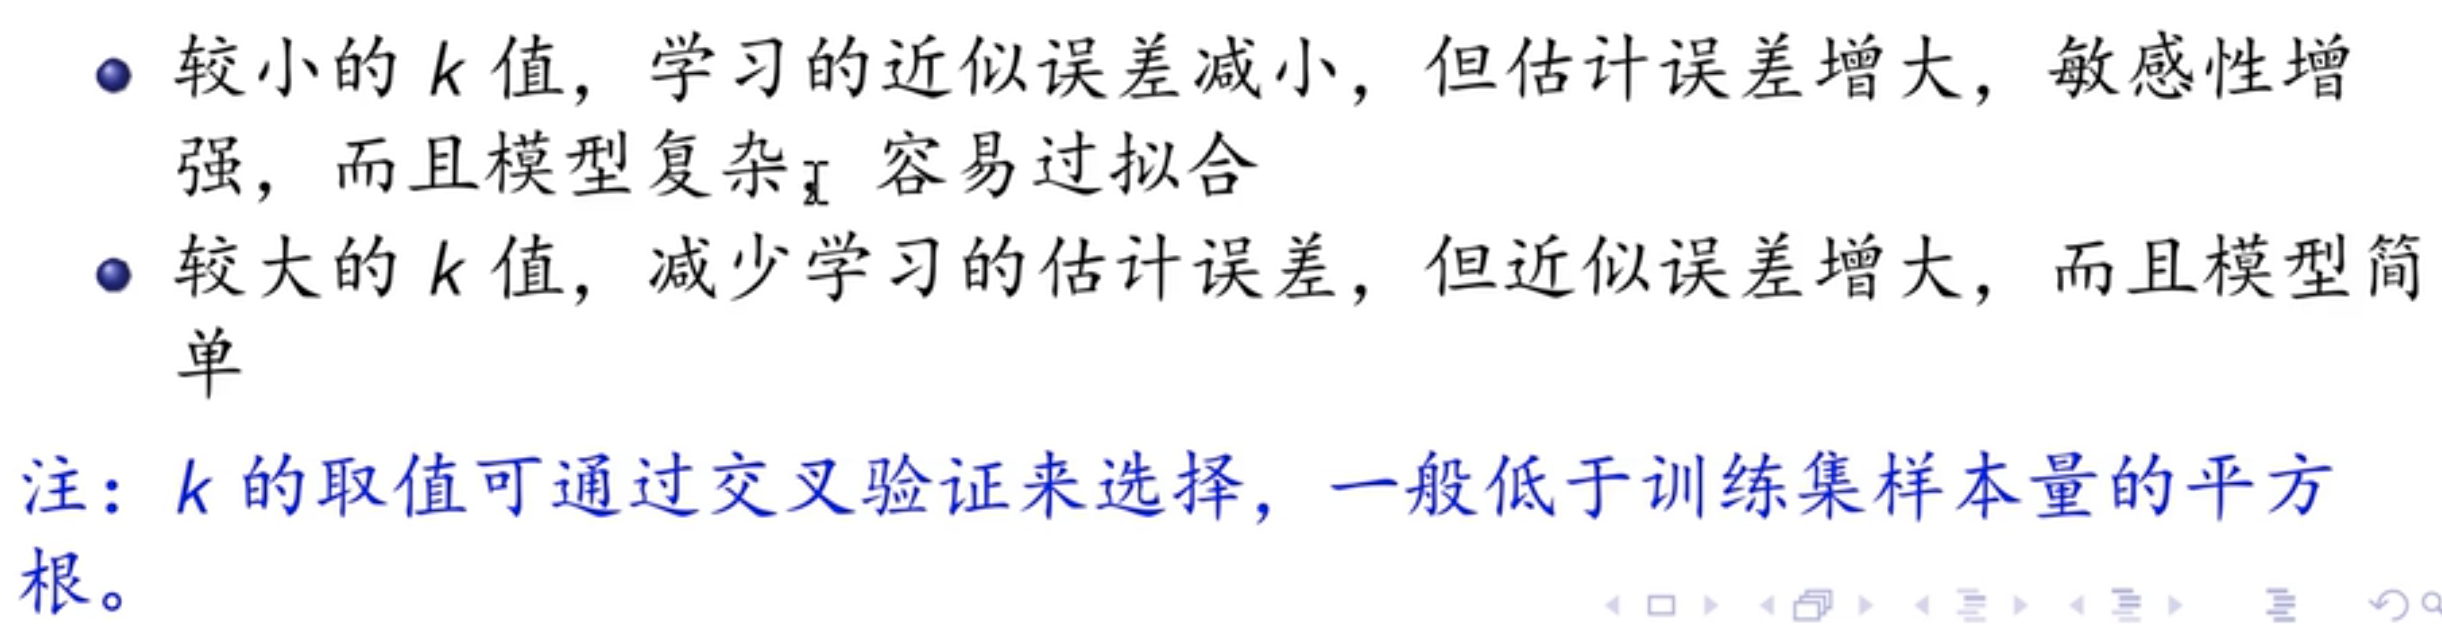 较小的 k 值，学习的近似误差减小，但估计误差增大，敏感性增
强，而且模型复杂，容易过拟合
较大的 k 值，减少学习的估计误差，但近似误差增大，而且模型简
单
注：k 的取值可通过交叉验证来选择，一般低于训练集样本量的平方
根。